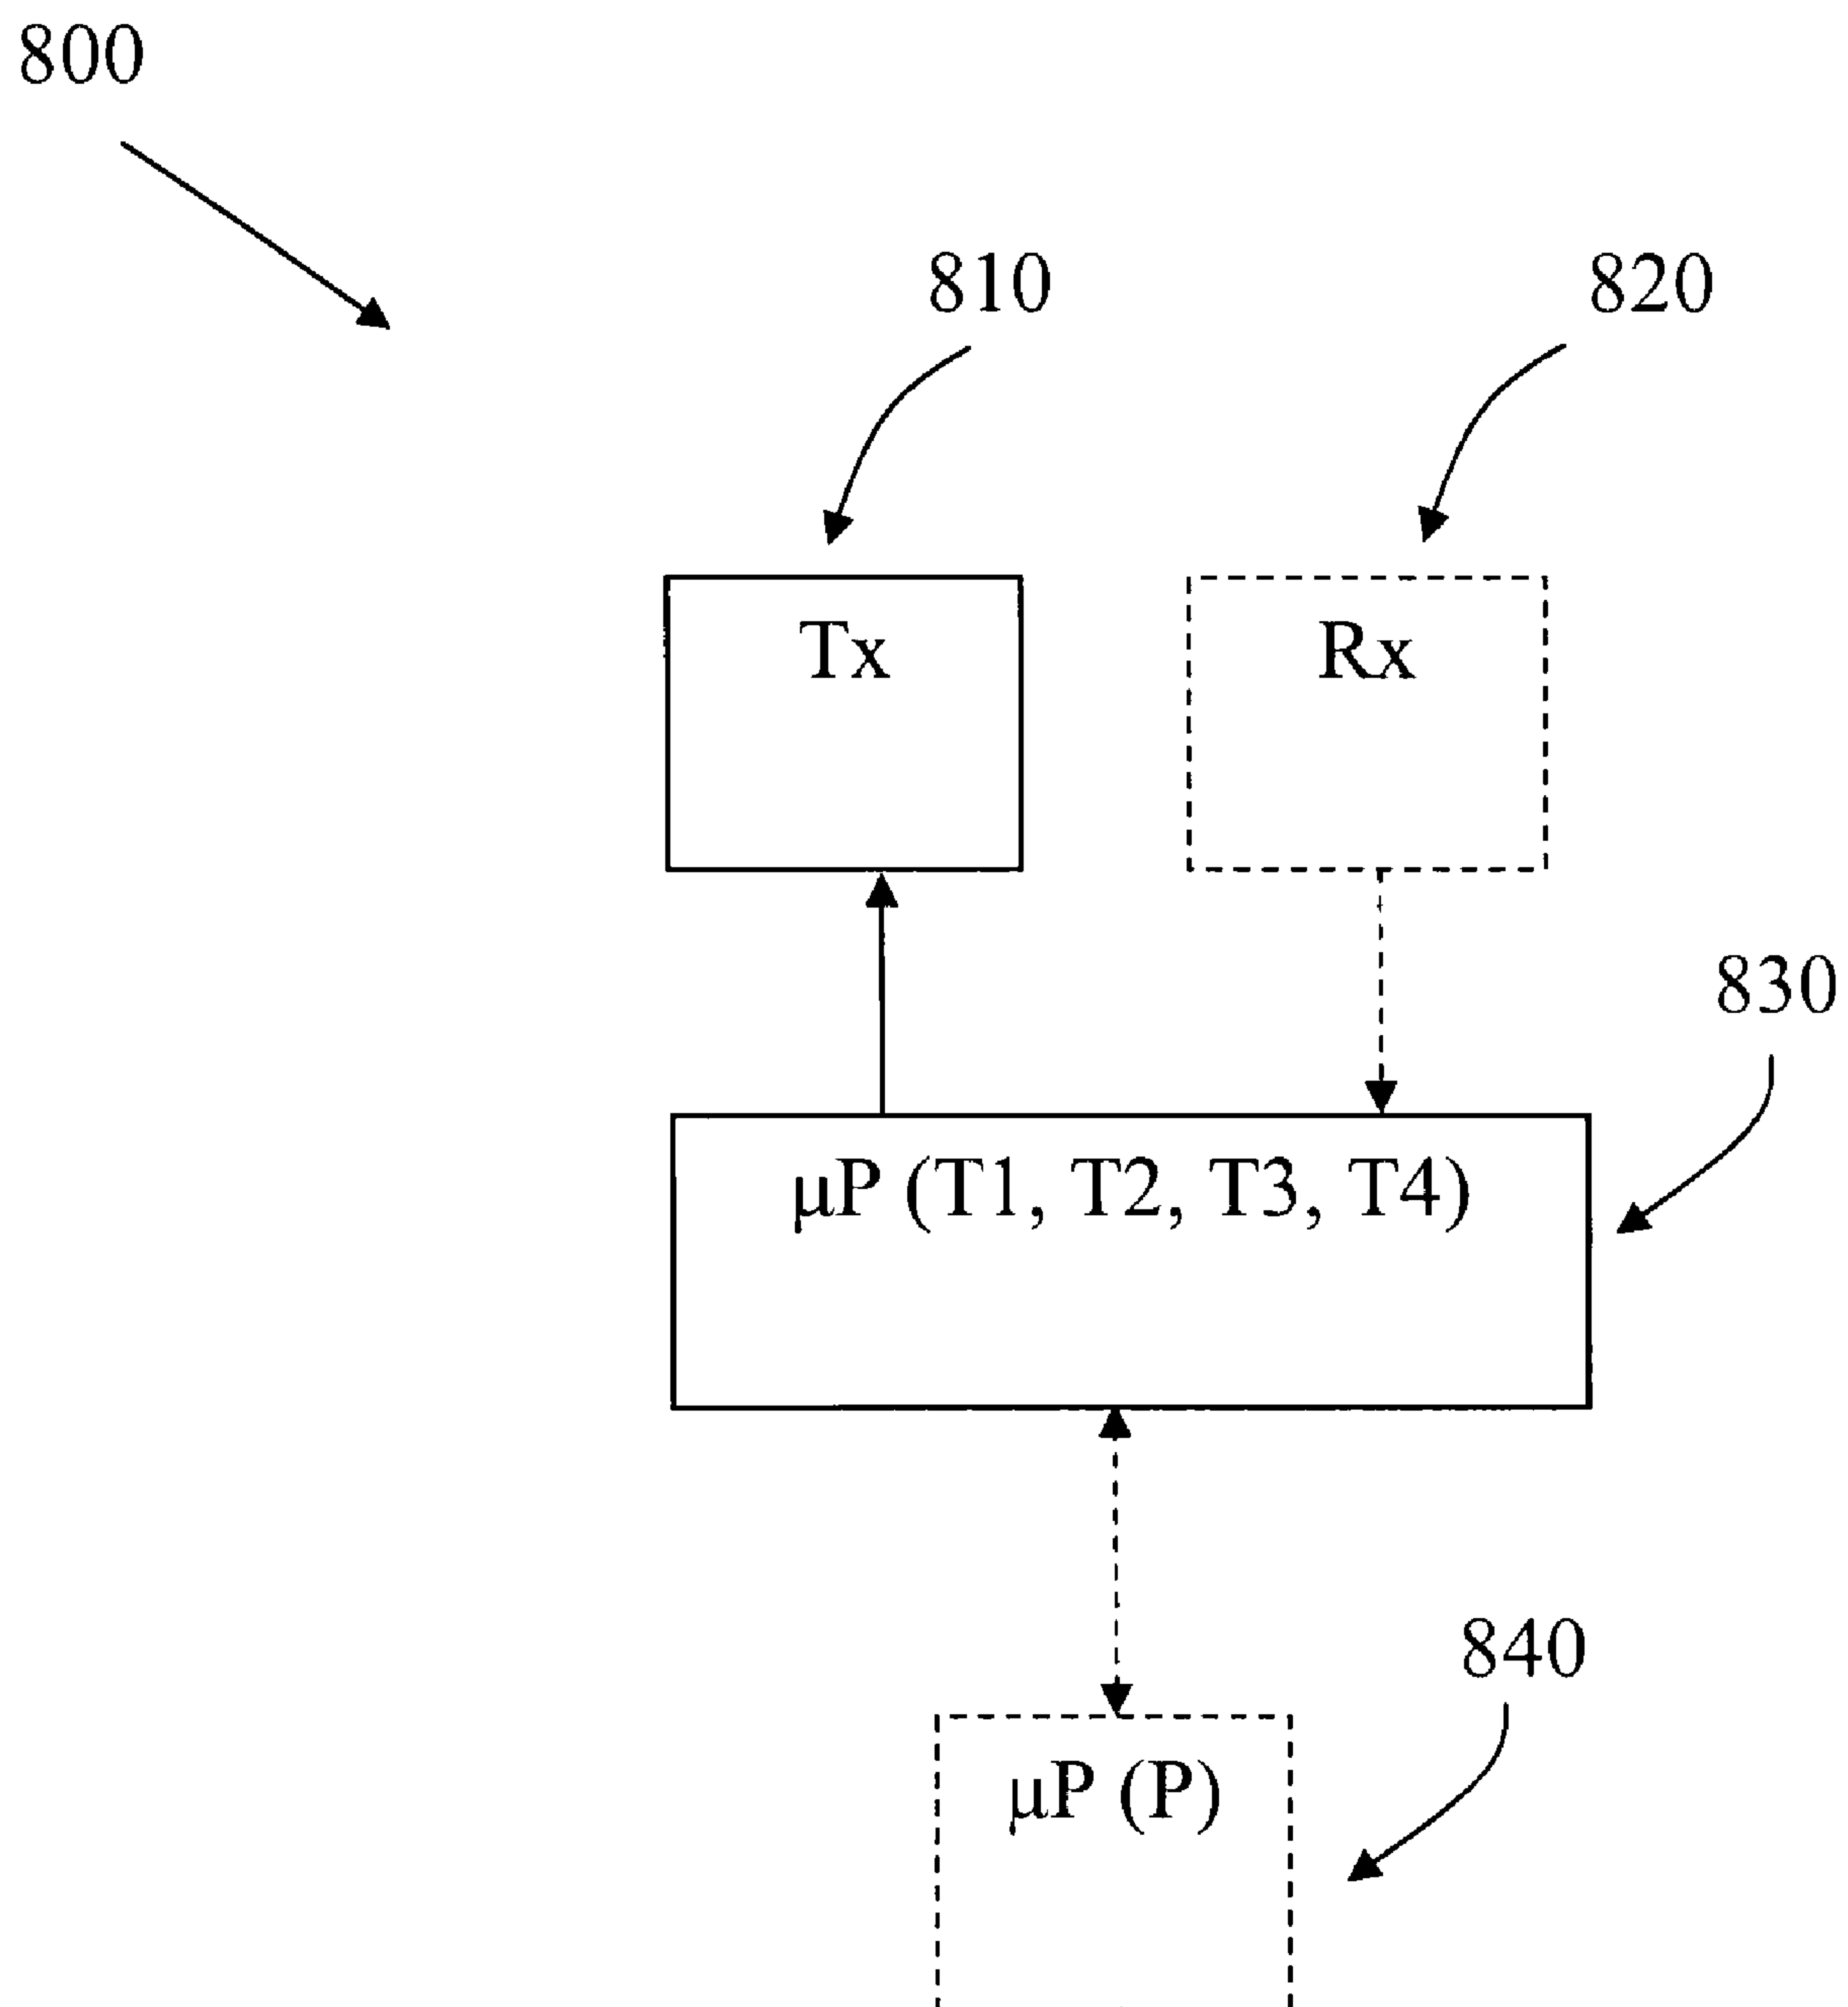 800
810
820
Tx
Rx
830
µP (T1, T2, T3, T4)
840
µP (P)